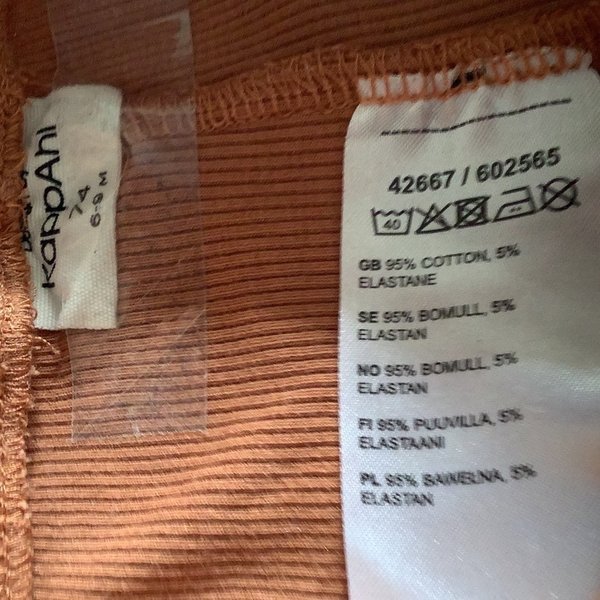 KappAhl
74
6-9 M
42667 / 602565
40
GB 95% COTTON, 5%
ELASTANE
SE 95% BOMULL, 5%
ELASTAN
NO 95% BOMULL, 5%
ELASTAN
FI 95% PUUVILLA, 5%
ELASTAANI
PL 95% BAWEŁNA, 5%
ELASTAN